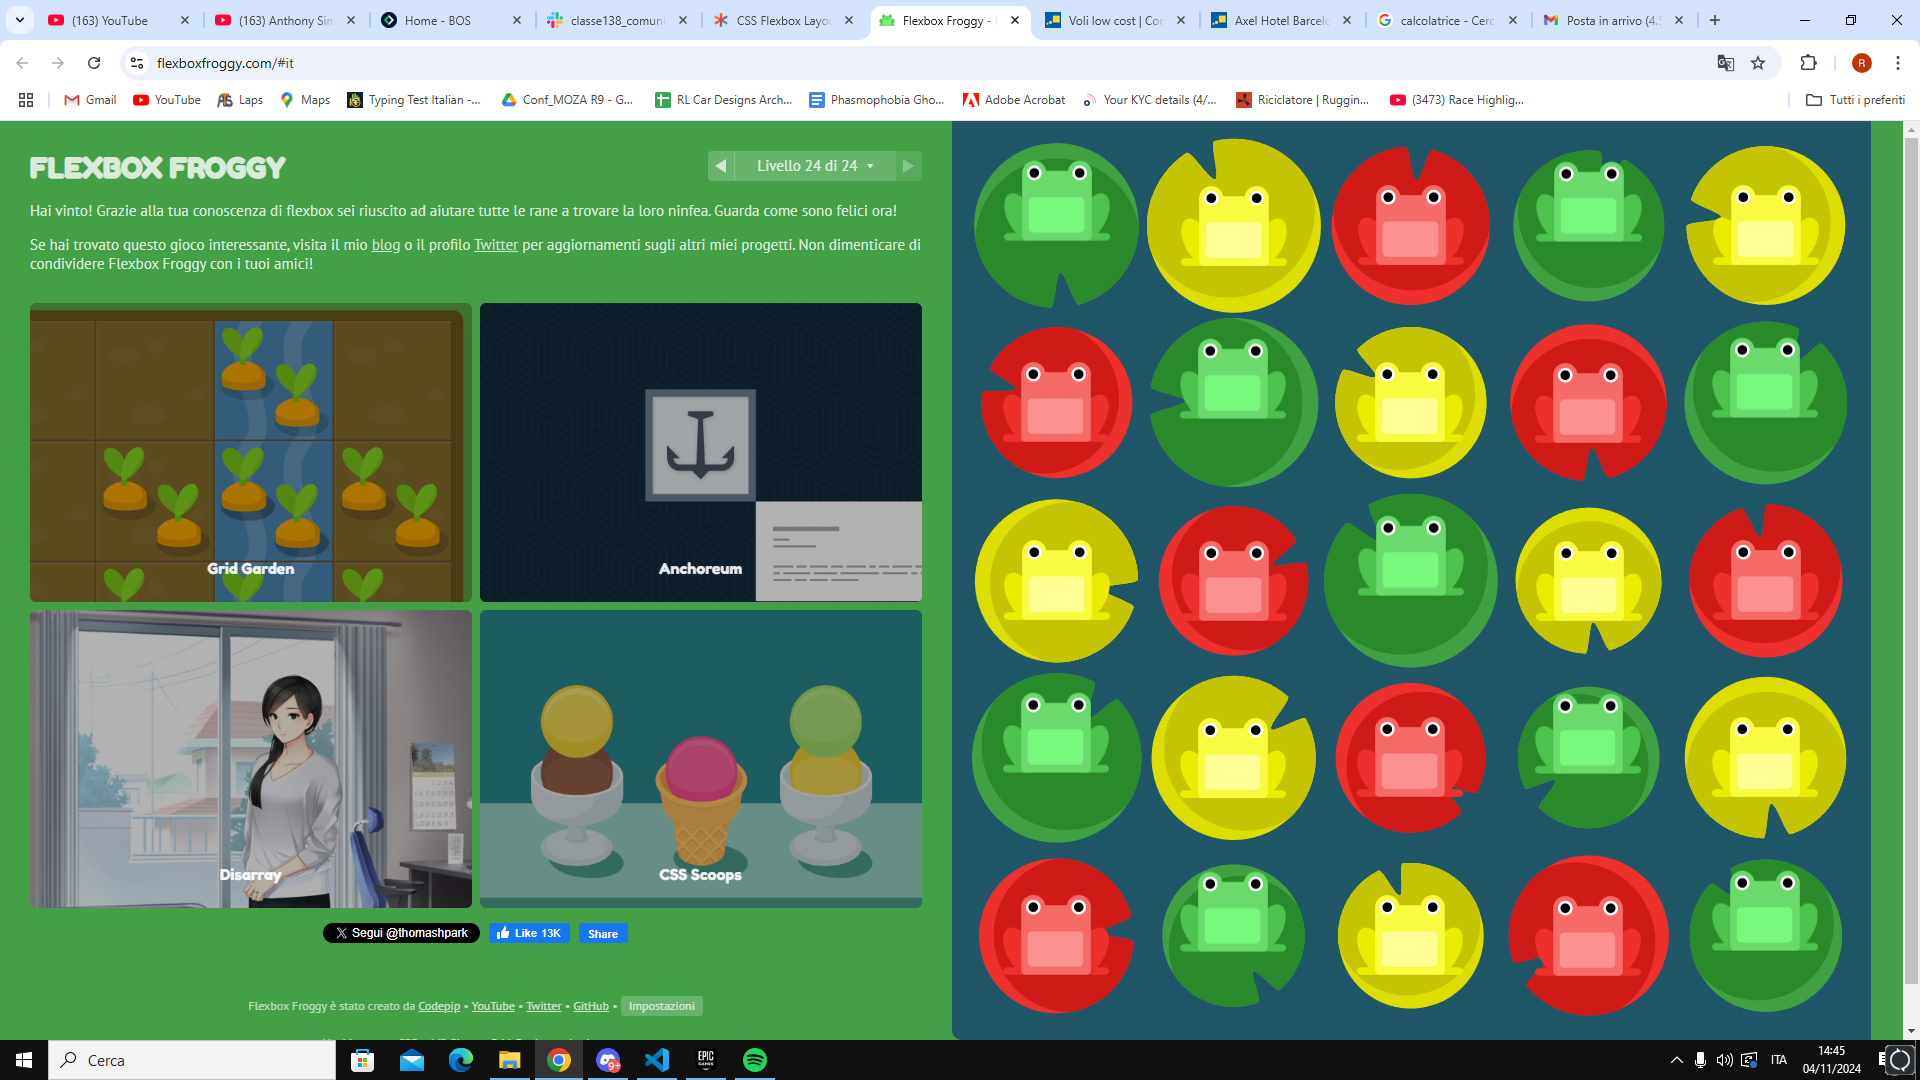 (163) YouTube
(163) Anthony Sim
Home - BOS
classe138_comuni
CSS Flexbox Layou
Flexbox Froggy -
Voli low cost | Co
Axel Hotel Barcelo
calcolatrice - Cerc
Posta in arrivo (4.5
flexboxfroggy.com/#it
R
Gmail
YouTube
Laps
Maps
Typing Test Italian -...
Conf_MOZA R9 - G...
RL Car Designs Arch...
Phasmophobia Gho...
Adobe Acrobat
Your KYC details (4/...
Riciclatore | Ruggin...
(3473) Race Highlig...
Tutti i preferiti
FLEXBOX FROGGY
Livello 24 di 24
Hai vinto! Grazie alla tua conoscenza di flexbox sei riuscito ad aiutare tutte le rane a trovare la loro ninfea. Guarda come sono felici ora!
Se hai trovato questo gioco interessante, visita il mio blog o il profilo Twitter per aggiornamenti sugli altri miei progetti. Non dimenticare di
condividere Flexbox Froggy con i tuoi amici!
Grid Garden
Anchoreum
Disarray
CSS Scoops
Segui @thomashpark
Like 13K
Share
Flexbox Froggy è stato creato da Codepip • YouTube • Twitter • GitHub • Impostazioni
Cerca
9+
EPIC GAMES
ITA
14:45
04/11/2024